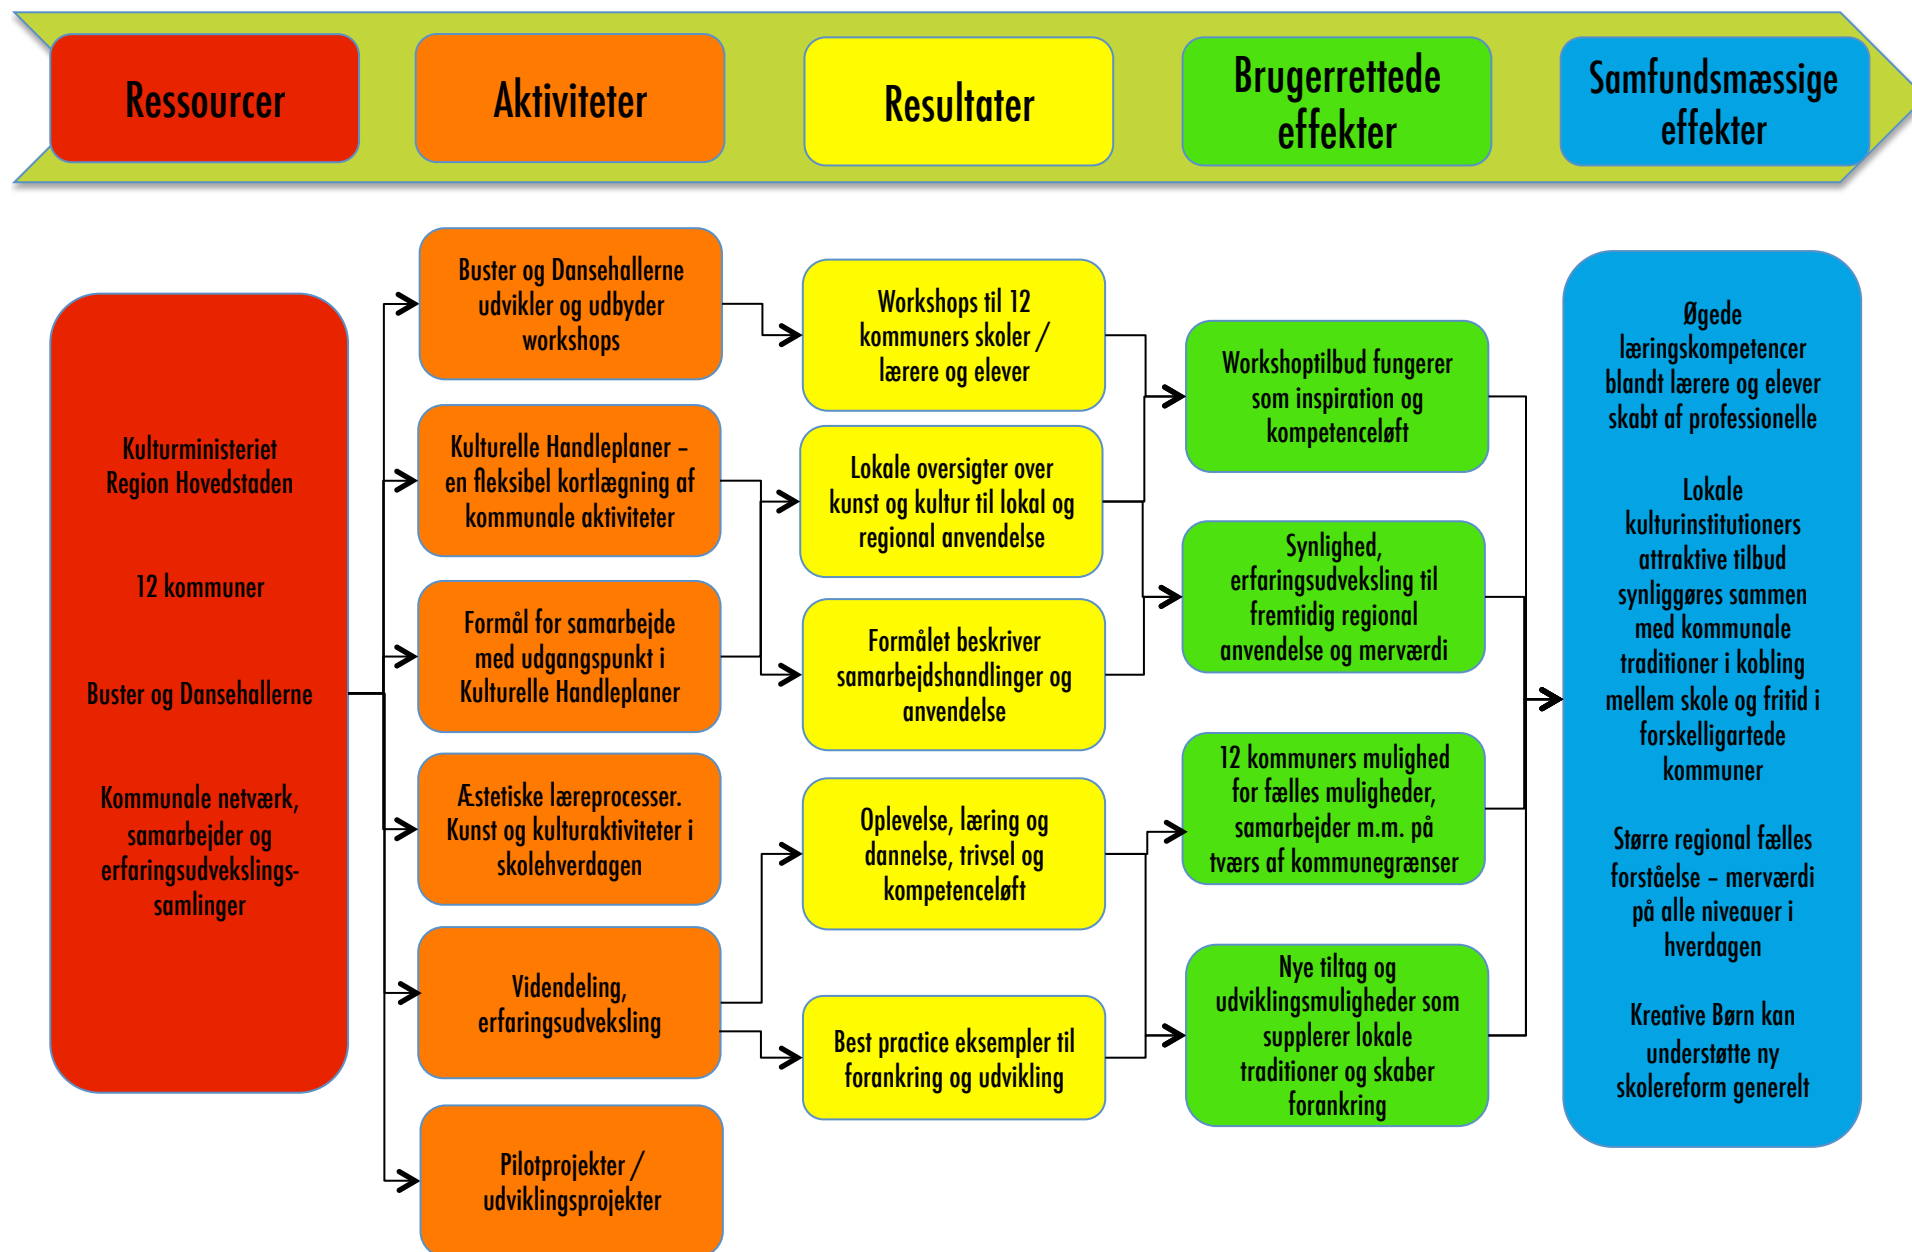 Ressourcer
Aktiviteter
Resultater
Brugerrettede
effekter
Samfundsmæssige
effekter
Kulturministeriet
Region Hovedstaden
12 kommuner
Buster og Dansehallerne
Kommunale netværk,
samarbejder og
erfaringsudvekslings-
samlinger
Buster og Dansehallerne
udvikler og udbyder
workshops
Kulturelle Handleplaner –
en fleksibel kortlægning af
kommunale aktiviteter
Formål for samarbejde
med udgangspunkt i
Kulturelle Handleplaner
Æstetiske læreprocesser.
Kunst og kulturaktiviteter i
skolehverdagen
Videndeling,
erfaringsudveksling
Pilotprojekter /
udviklingsprojekter
Workshops til 12
kommuners skoler /
lærere og elever
Lokale oversigter over
kunst og kultur til lokal og
regional anvendelse
Formålet beskriver
samarbejdshandlinger og
anvendelse
Oplevelse, læring og
dannelse, trivsel og
kompetenceløft
Best practice eksempler til
forankring og udvikling
Workshoptilbud fungerer
som inspiration og
kompetenceløft
Synlighed,
erfaringsudveksling til
fremtidig regional
anvendelse og merværdi
12 kommuners mulighed
for fælles muligheder,
samarbejder m.m. på
tværs af kommunegrænser
Nye tiltag og
udviklingsmuligheder som
supplerer lokale
traditioner og skaber
forankring
Øgede
læringskompetencer
blandt lærere og elever
skabt af professionelle
Lokale
kulturinstitutioners
attraktive tilbud
synliggøres sammen
med kommunale
traditioner i kobling
mellem skole og fritid i
forskelligartede
kommuner
Større regional fælles
forståelse – merværdi
på alle niveauer i
hverdagen
Kreative Børn kan
understøtte ny
skolereform generelt